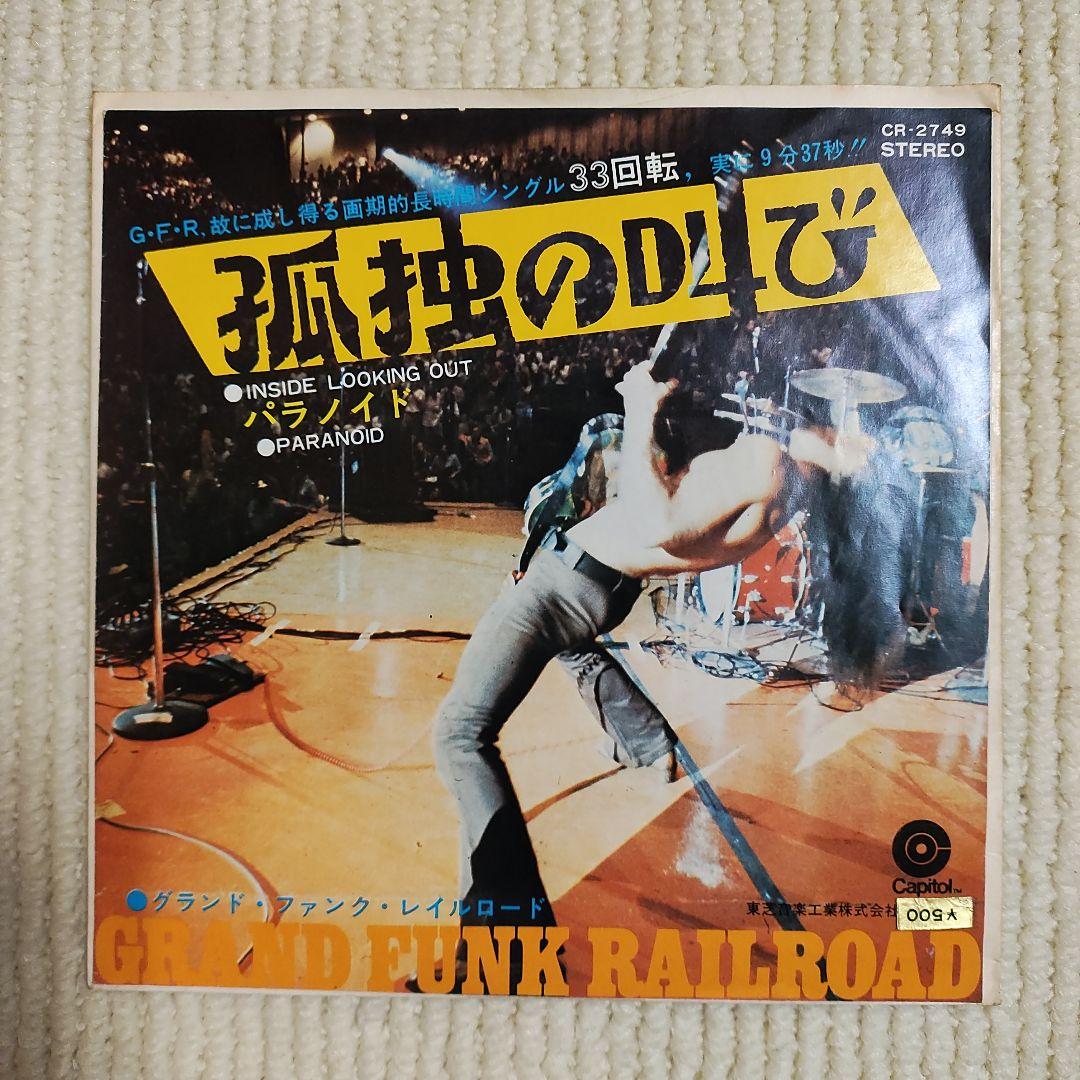 CR-2749
STEREO
G・F・R、故に成し得る画期的長時間シングル33回転，実に9分37秒!!
孤独の叫び
●INSIDE LOOKING OUT
パラノイド
●PARANOID
Capitol™
●グランド・ファンク・レイルロード
東芝音楽工業株式会社
¥500
GRAND FUNK RAILROAD